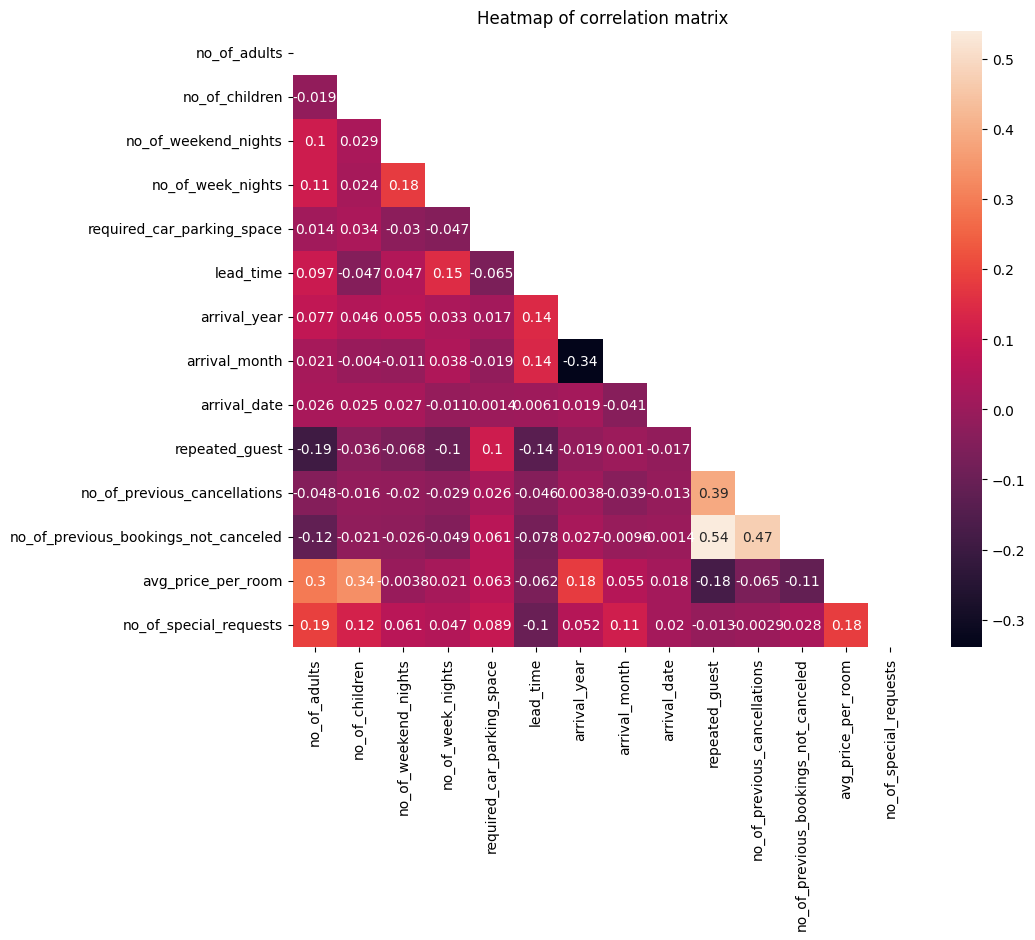 Heatmap of correlation matrix
no_of_adults
no_of_children -0.019
no_of_weekend_nights 0.1 0.029
no_of_week_nights 0.11 0.024 0.18
required_car_parking_space 0.014 0.034 -0.03 -0.047
lead_time 0.097 -0.047 0.047 0.15 -0.065
arrival_year 0.077 0.046 0.055 0.033 0.017 0.14
arrival_month 0.021 -0.004 -0.011 0.038 -0.019 0.14 -0.34
arrival_date 0.026 0.025 0.027 -0.011 0.0014 0.0061 0.019 -0.041
repeated_guest -0.19 -0.036 -0.068 -0.1 0.1 -0.14 -0.019 0.001 -0.017
no_of_previous_cancellations -0.048 -0.016 -0.02 -0.029 0.026 -0.046 0.0038 -0.039 -0.013 0.39
no_of_previous_bookings_not_canceled -0.12 -0.021 -0.026 -0.049 0.061 -0.078 0.027 -0.0096 -0.0014 0.54 0.47
avg_price_per_room 0.3 0.34 -0.0038 0.021 0.063 -0.062 0.18 0.055 0.018 -0.18 -0.065 -0.11
no_of_special_requests 0.19 0.12 0.061 0.047 0.089 -0.1 0.052 0.11 0.02 -0.013 -0.0029 0.028 0.18
no_of_adults
no_of_children
no_of_weekend_nights
no_of_week_nights
required_car_parking_space
lead_time
arrival_year
arrival_month
arrival_date
repeated_guest
no_of_previous_cancellations
no_of_previous_bookings_not_canceled
avg_price_per_room
no_of_special_requests
0.5
0.4
0.3
0.2
0.1
0.0
−0.1
−0.2
−0.3